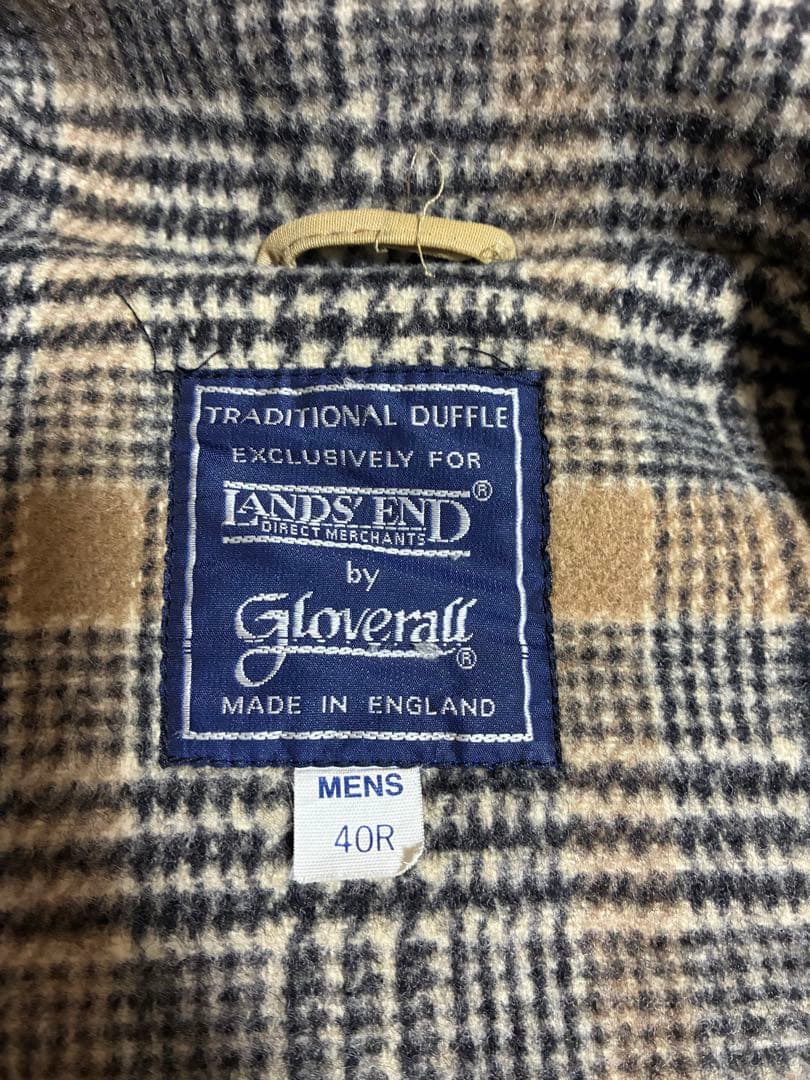 TRADITIONAL DUFFLE
EXCLUSIVELY FOR
LANDS' END®
DIRECT MERCHANTS
by
Gloverall®
MADE IN ENGLAND
MENS
40R